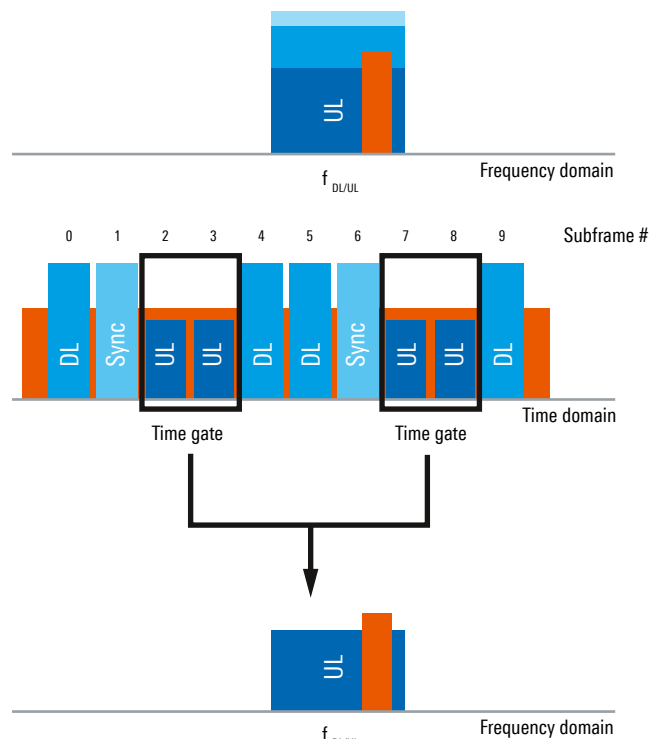 UL
Frequency domain
f DL/UL
0 1 2 3 4 5 6 7 8 9 Subframe #
DL Sync UL UL DL DL Sync UL UL DL
Time domain
Time gate Time gate
UL
Frequency domain
f